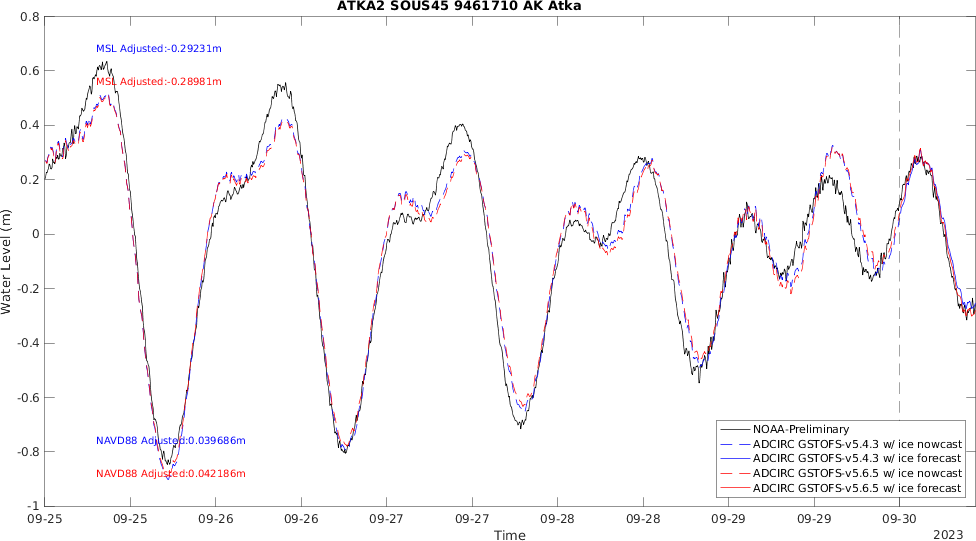 ATKA2 SOUS45 9461710 AK Atka
0.8
0.6
0.4
0.2
0
-0.2
-0.4
-0.6
-0.8
-1
Water Level (m)
MSL Adjusted:-0.29231m
MSL Adjusted:-0.28981m
NAVD88 Adjusted:0.039686m
NAVD88 Adjusted:0.042186m
NOAA-Preliminary
ADCIRC GSTOFS-v5.4.3 w/ ice nowcast
ADCIRC GSTOFS-v5.4.3 w/ ice forecast
ADCIRC GSTOFS-v5.6.5 w/ ice nowcast
ADCIRC GSTOFS-v5.6.5 w/ ice forecast
09-25 09-25 09-26 09-26 09-27 09-27 09-28 09-28 09-29 09-29 09-30
Time
2023